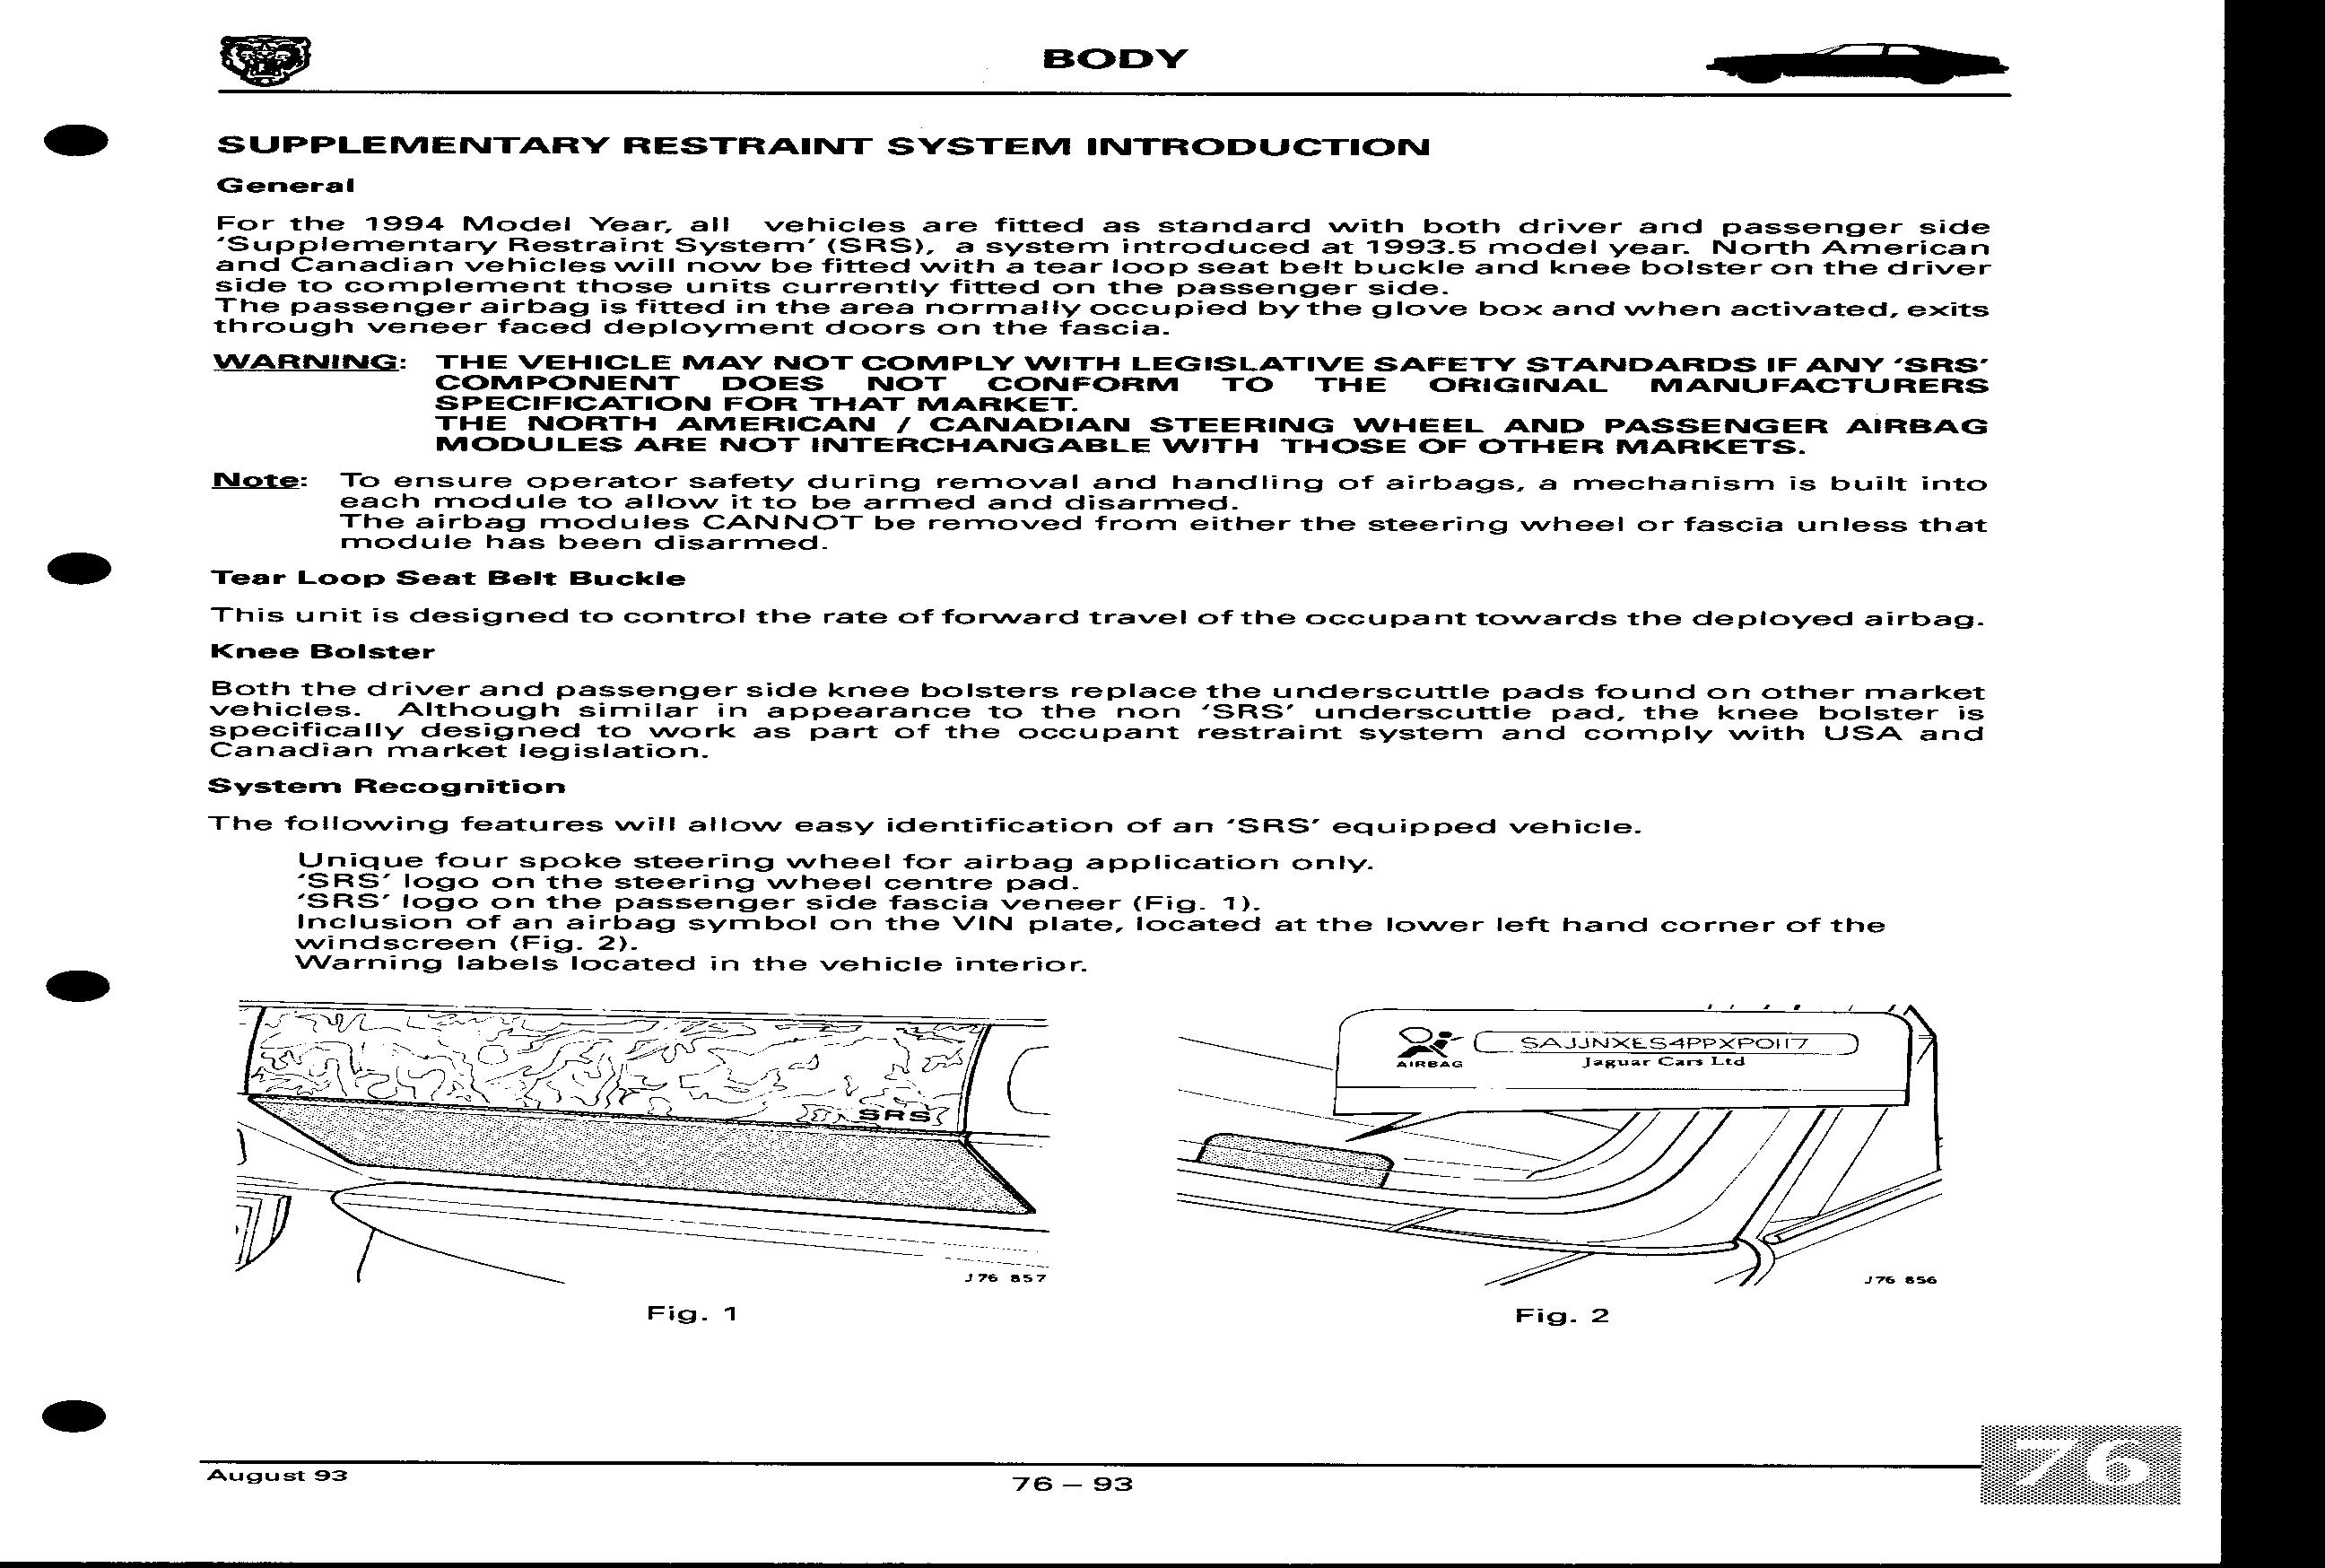 BODY
SUPPLEMENTARY RESTRAINT SYSTEM INTRODUCTION
General
For the 1994 Model Year, all vehicles are fitted as standard with both driver and passenger side
'Supplementary Restraint System' (SRS), a system introduced at 1993.5 model year. North American
and Canadian vehicles will now be fitted with a tear loop seat belt buckle and knee bolster on the driver
side to complement those units currently fitted on the passenger side.
The passenger airbag is fitted in the area normally occupied by the glove box and when activated, exits
through veneer faced deployment doors on the fascia.
WARNING: THE VEHICLE MAY NOT COMPLY WITH LEGISLATIVE SAFETY STANDARDS IF ANY 'SRS'
COMPONENT DOES NOT CONFORM TO THE ORIGINAL MANUFACTURERS
SPECIFICATION FOR THAT MARKET.
THE NORTH AMERICAN / CANADIAN STEERING WHEEL AND PASSENGER AIRBAG
MODULES ARE NOT INTERCHANGABLE WITH THOSE OF OTHER MARKETS.
Note: To ensure operator safety during removal and handling of airbags, a mechanism is built into
each module to allow it to be armed and disarmed.
The airbag modules CANNOT be removed from either the steering wheel or fascia unless that
module has been disarmed.
Tear Loop Seat Belt Buckle
This unit is designed to control the rate of forward travel of the occupant towards the deployed airbag.
Knee Bolster
Both the driver and passenger side knee bolsters replace the underscuttle pads found on other market
vehicles. Although similar in appearance to the non 'SRS' underscuttle pad, the knee bolster is
specifically designed to work as part of the occupant restraint system and comply with USA and
Canadian market legislation.
System Recognition
The following features will allow easy identification of an 'SRS' equipped vehicle.
Unique four spoke steering wheel for airbag application only.
'SRS' logo on the steering wheel centre pad.
'SRS' logo on the passenger side fascia veneer (Fig. 1).
Inclusion of an airbag symbol on the VIN plate, located at the lower left hand corner of the
windscreen (Fig. 2).
Warning labels located in the vehicle interior.
SRS
J76 857
Fig. 1
SAJJNXES4PPXP0117
AIRBAG
Jaguar Cars Ltd
J76 856
Fig. 2
August 93
76 – 93
76